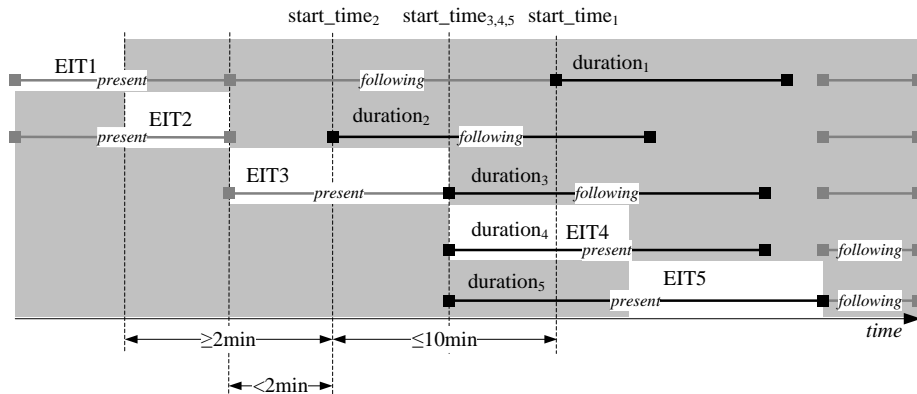 start_time₂ start_time₃,₄,₅ start_time₁
EIT1 duration₁
present following
EIT2 duration₂
present following
EIT3 duration₃
present following
duration₄ EIT4
present following
duration₅ EIT5
present following
time
≥2min ≤10min
<2min